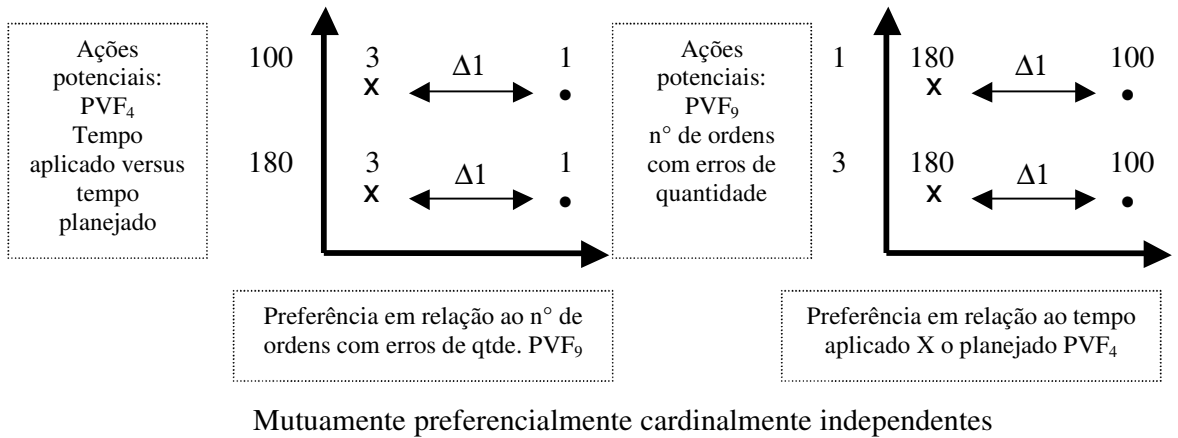 Ações
potenciais:
PVF4
Tempo
aplicado versus
tempo
planejado
100 3 Δ1 1
x •
180 3 Δ1 1
x •
Preferência em relação ao n° de
ordens com erros de qtde. PVF9
Ações
potenciais:
PVF9
n° de ordens
com erros de
quantidade
1 180 Δ1 100
x •
3 180 Δ1 100
x •
Preferência em relação ao tempo
aplicado X o planejado PVF4
Mutuamente preferencialmente cardinalmente independentes